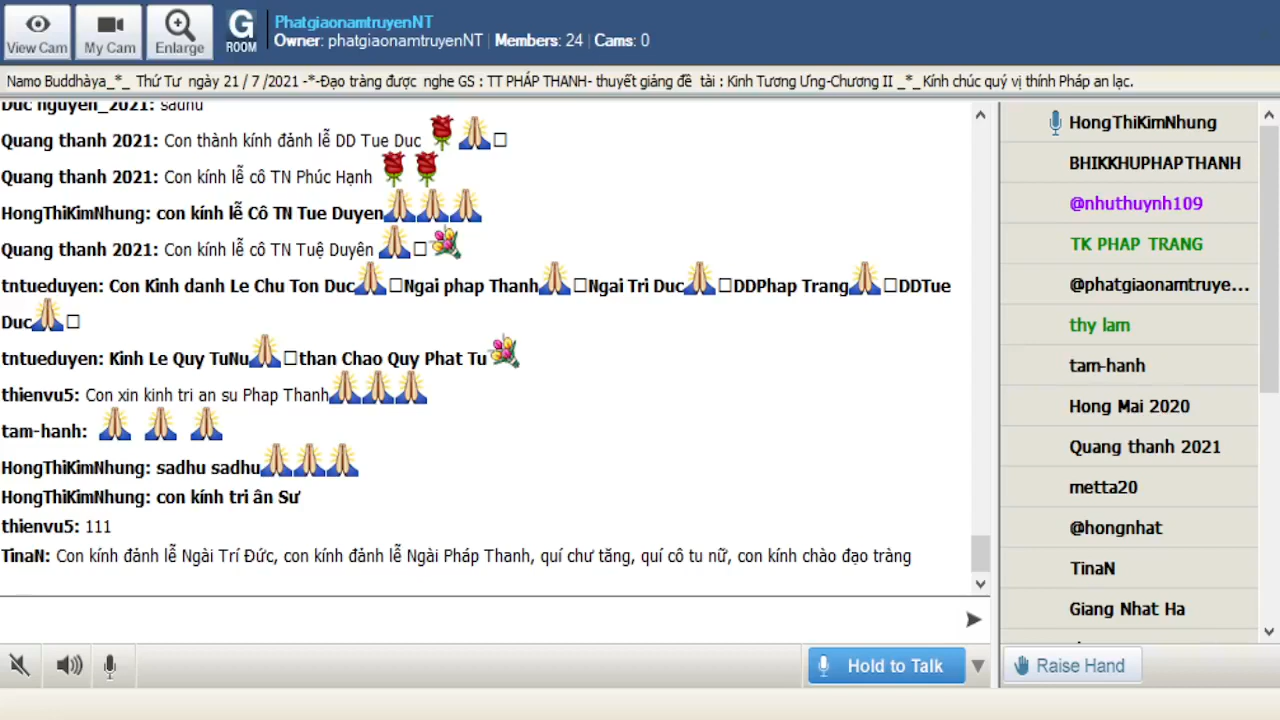 View Cam
My Cam
Enlarge
G
ROOM
PhatgiaonamtruyenNT
Owner: phatgiaonamtruyenNT | Members: 24 | Cams: 0
Namo Buddhàya_*_ Thứ Tư ngày 21 / 7 /2021 -*-Đạo tràng được nghe GS : TT PHÁP THANH- thuyết giảng đề tài : Kinh Tương Ưng-Chương II _*_Kính chúc quý vị thính Pháp an lạc.
Duc nguyen_2021: sadhu
Quang thanh 2021: Con thành kính đảnh lễ DD Tue Duc
Quang thanh 2021: Con kính lễ cô TN Phúc Hạnh
HongThiKimNhung: con kính lễ Cô TN Tue Duyen
Quang thanh 2021: Con kính lễ cô TN Tuệ Duyên
tntueduyen: Con Kinh danh Le Chu Ton Duc Ngai phap Thanh Ngai Tri Duc DDPhap Trang DDTue
Duc
tntueduyen: Kinh Le Quy TuNu than Chao Quy Phat Tu
thienvu5: Con xin kinh tri an su Phap Thanh
tam-hanh:
HongThiKimNhung: sadhu sadhu
HongThiKimNhung: con kính tri ân Sư
thienvu5: 111
TinaN: Con kính đảnh lễ Ngài Trí Đức, con kính đảnh lễ Ngài Pháp Thanh, quí chư tăng, quí cô tu nữ, con kính chào đạo tràng
HongThiKimNhung
BHIKKHUPHAPTHANH
@nhuthuynh109
TK PHAP TRANG
@phatgiaonamtruye...
thy lam
tam-hanh
Hong Mai 2020
Quang thanh 2021
metta20
@hongnhat
TinaN
Giang Nhat Ha
Hold to Talk
Raise Hand